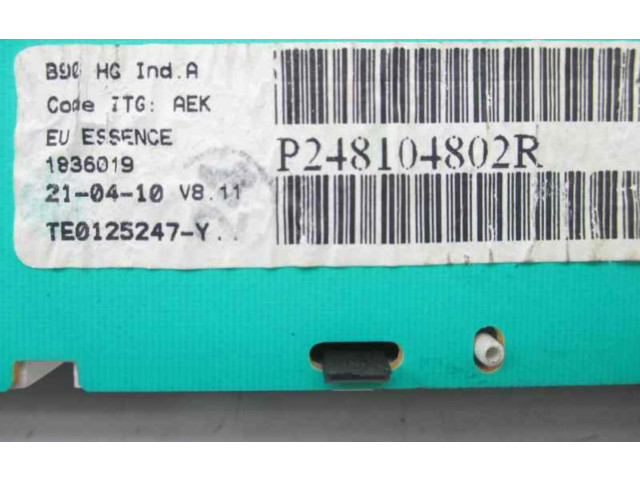 B90 HG Ind.A
Code ITG: AEK
EU ESSENCE
1836019
21-04-10 V8.11
TE0125247-Y..
P248104802R